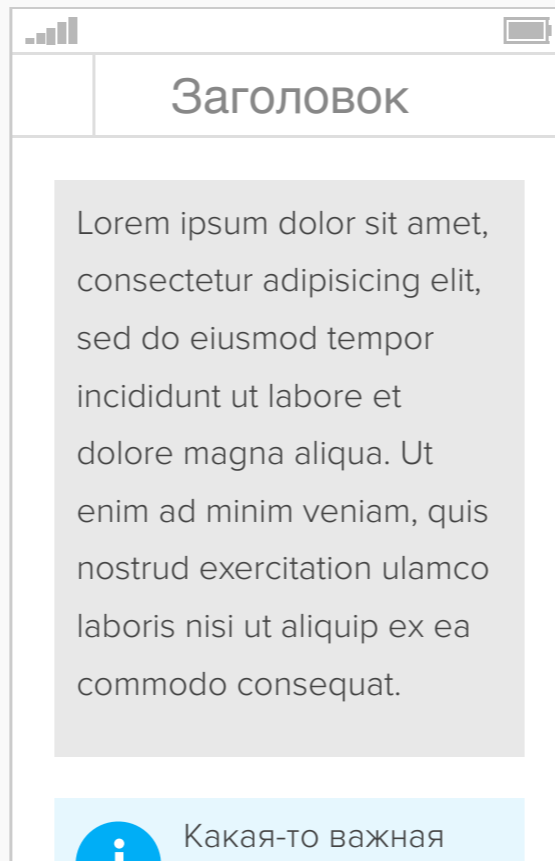 Заголовок
Lorem ipsum dolor sit amet,
consectetur adipisicing elit,
sed do eiusmod tempor
incididunt ut labore et
dolore magna aliqua. Ut
enim ad minim veniam, quis
nostrud exercitation ulamco
laboris nisi ut aliquip ex ea
commodo consequat.
Какая-то важная